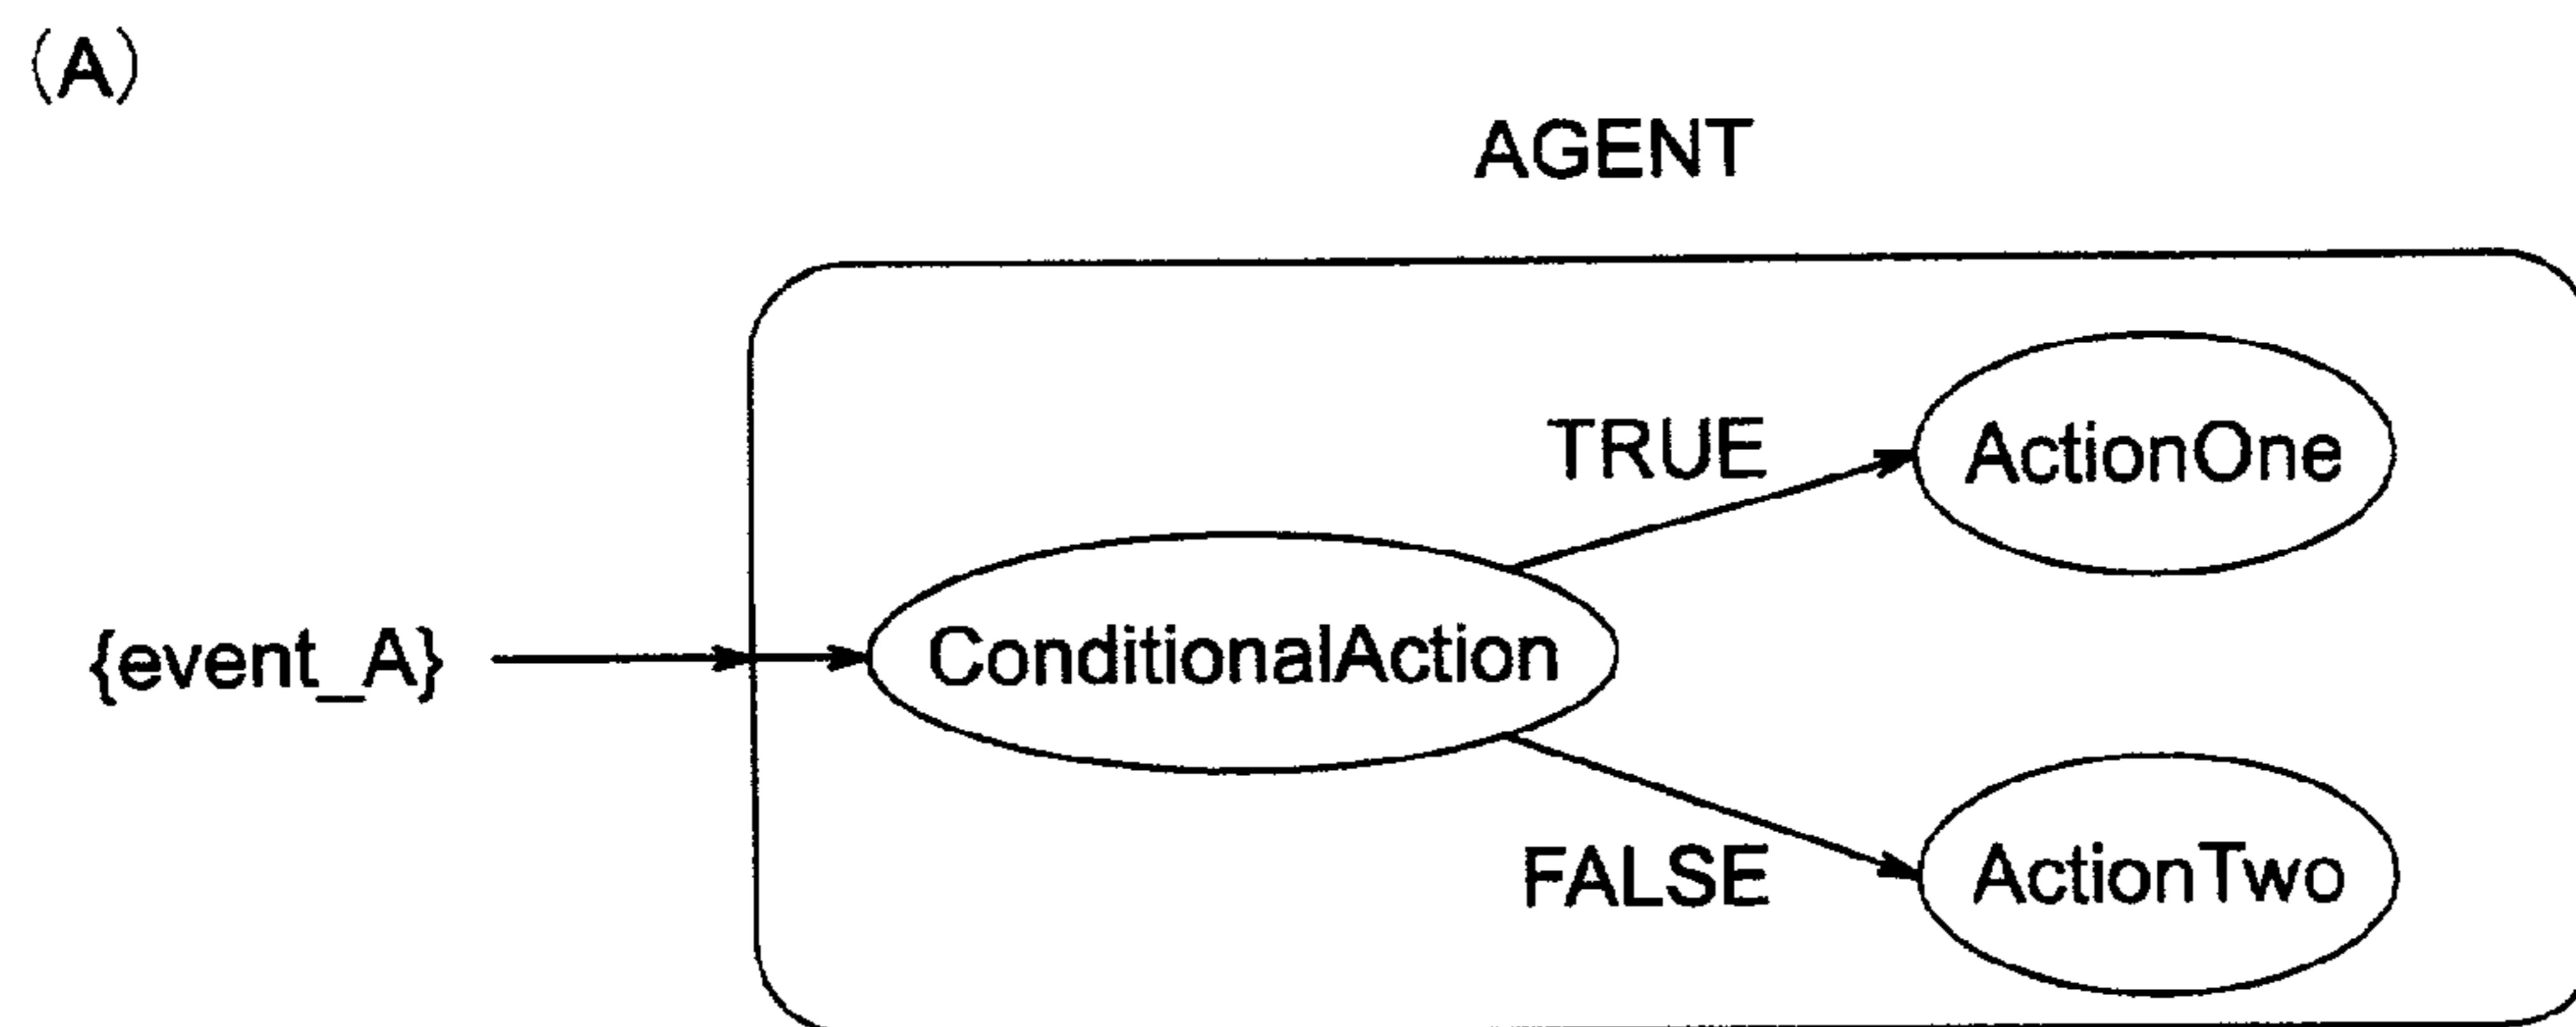 (A)
AGENT
TRUE
ActionOne
{event_A}
ConditionalAction
FALSE
ActionTwo